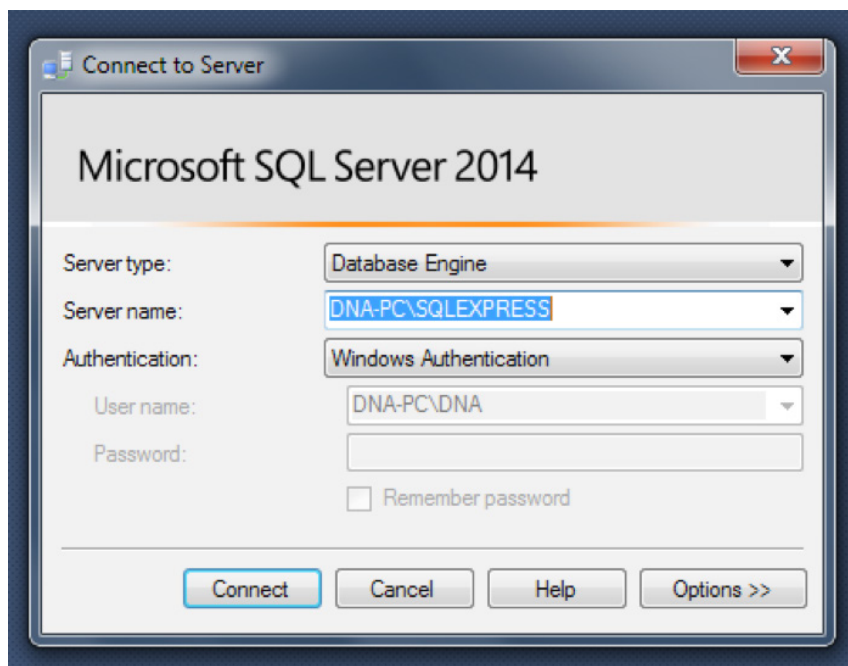 Connect to Server
Microsoft SQL Server 2014
Server type: Database Engine
Server name: DNA-PC\SQLEXPRESS
Authentication: Windows Authentication
User name: DNA-PC\DNA
Password:
Remember password
Connect Cancel Help Options >>